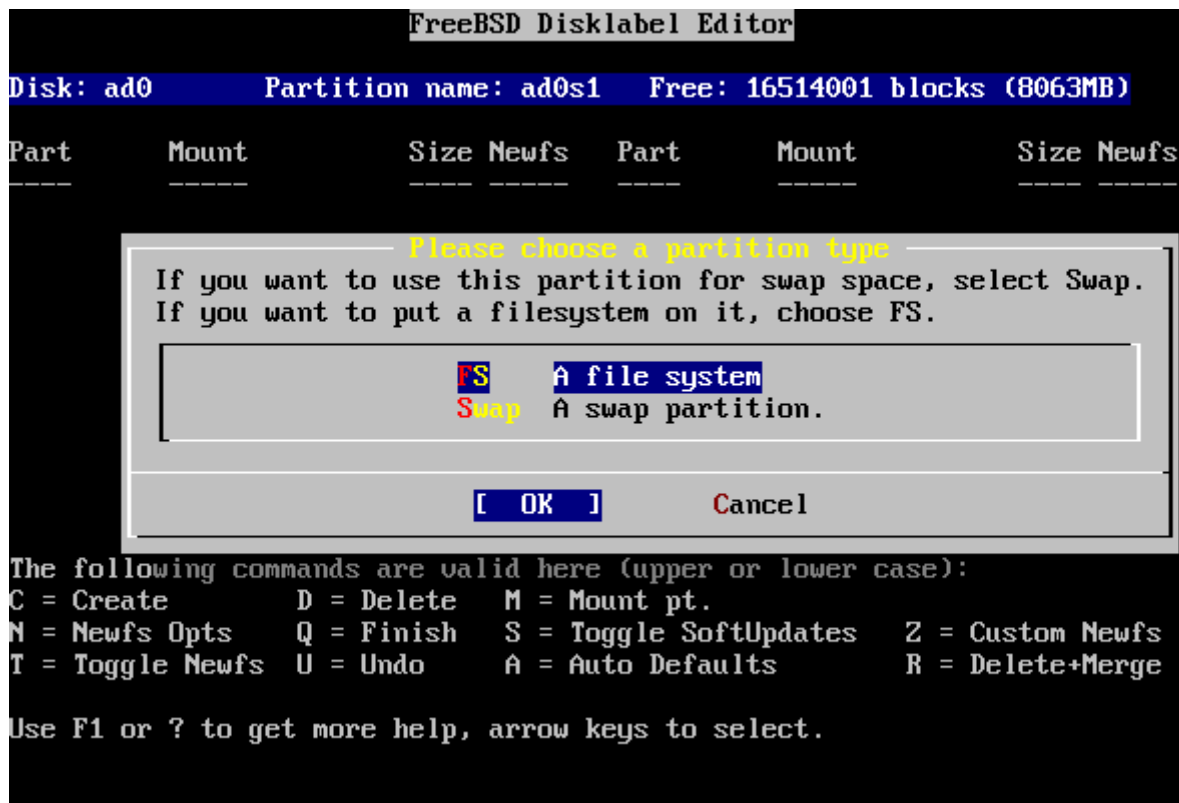 FreeBSD Disklabel Editor
Disk: ad0 Partition name: ad0s1 Free: 16514001 blocks (8063MB)
Part Mount Size Newfs Part Mount Size Newfs
---- ----- ---- ----- ---- ----- ---- -----
Please choose a partition type
If you want to use this partition for swap space, select Swap.
If you want to put a filesystem on it, choose FS.
FS A file system
Swap A swap partition.
[ OK ] Cancel
The following commands are valid here (upper or lower case):
C = Create D = Delete M = Mount pt.
N = Newfs Opts Q = Finish S = Toggle SoftUpdates Z = Custom Newfs
T = Toggle Newfs U = Undo A = Auto Defaults R = Delete+Merge
Use F1 or ? to get more help, arrow keys to select.